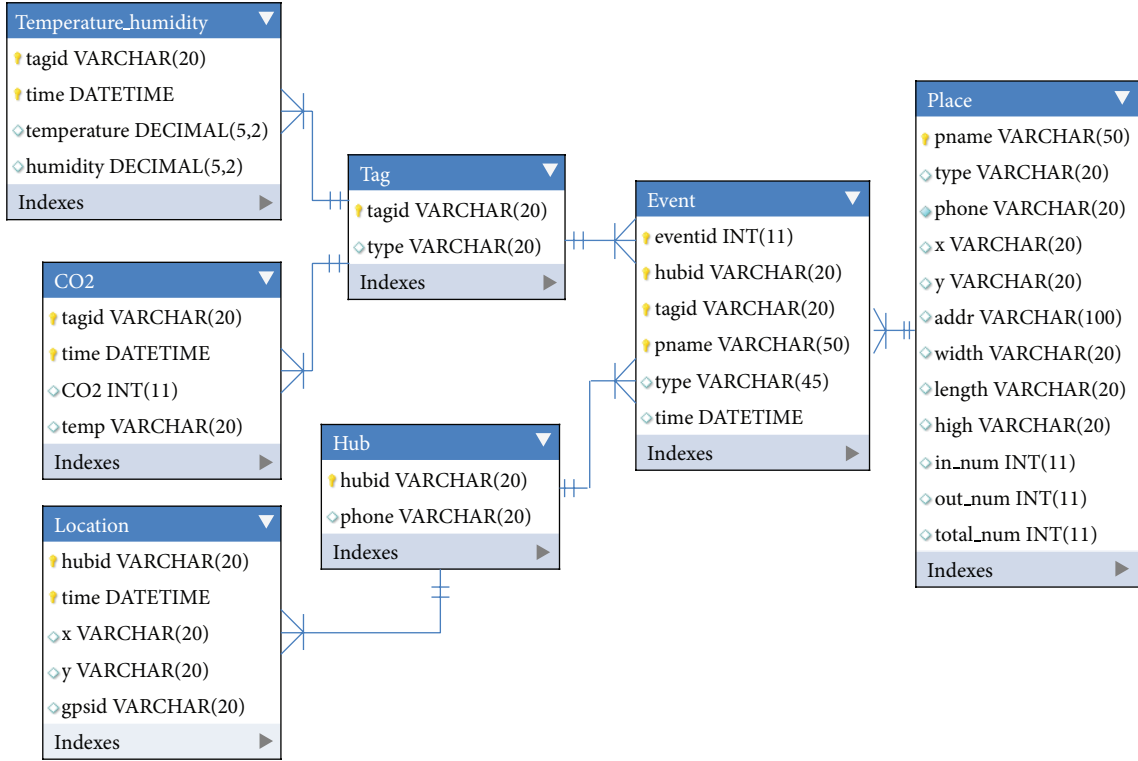 Temperature_humidity
tagid VARCHAR(20)
time DATETIME
temperature DECIMAL(5,2)
humidity DECIMAL(5,2)
Indexes
CO2
tagid VARCHAR(20)
time DATETIME
CO2 INT(11)
temp VARCHAR(20)
Indexes
Location
hubid VARCHAR(20)
time DATETIME
x VARCHAR(20)
y VARCHAR(20)
gpsid VARCHAR(20)
Indexes
Tag
tagid VARCHAR(20)
type VARCHAR(20)
Indexes
Hub
hubid VARCHAR(20)
phone VARCHAR(20)
Indexes
Event
eventid INT(11)
hubid VARCHAR(20)
tagid VARCHAR(20)
pname VARCHAR(50)
type VARCHAR(45)
time DATETIME
Indexes
Place
pname VARCHAR(50)
type VARCHAR(20)
phone VARCHAR(20)
x VARCHAR(20)
y VARCHAR(20)
addr VARCHAR(100)
width VARCHAR(20)
length VARCHAR(20)
high VARCHAR(20)
in_num INT(11)
out_num INT(11)
total_num INT(11)
Indexes